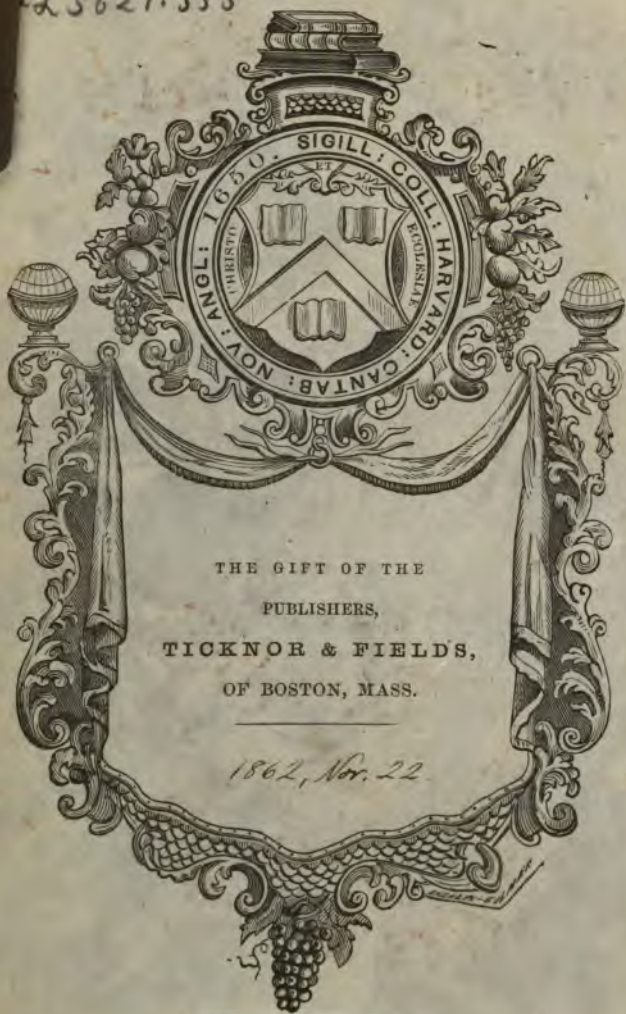 SIGILL: COLL: HARVARD: CANTAB: NOV: ANGL: 1650.
CHRISTO
ET
ECCLESIAE
THE GIFT OF THE
PUBLISHERS,
TICKNOR & FIELDS,
OF BOSTON, MASS.
1862, Nov. 22